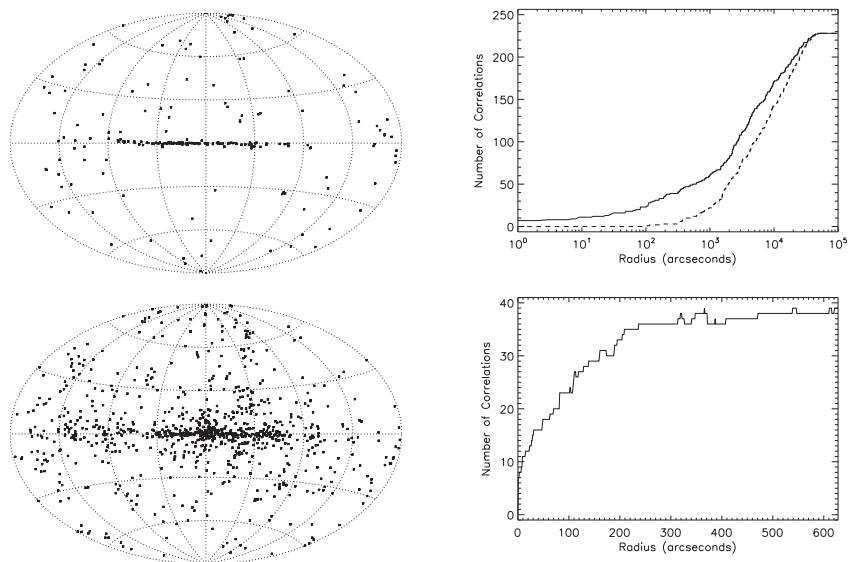 250
200
150
100
50
0
Number of Correlations
10^0 10^1 10^2 10^3 10^4 10^5
Radius (arcseconds)
40
30
20
10
0
Number of Correlations
0 100 200 300 400 500 600
Radius (arcseconds)